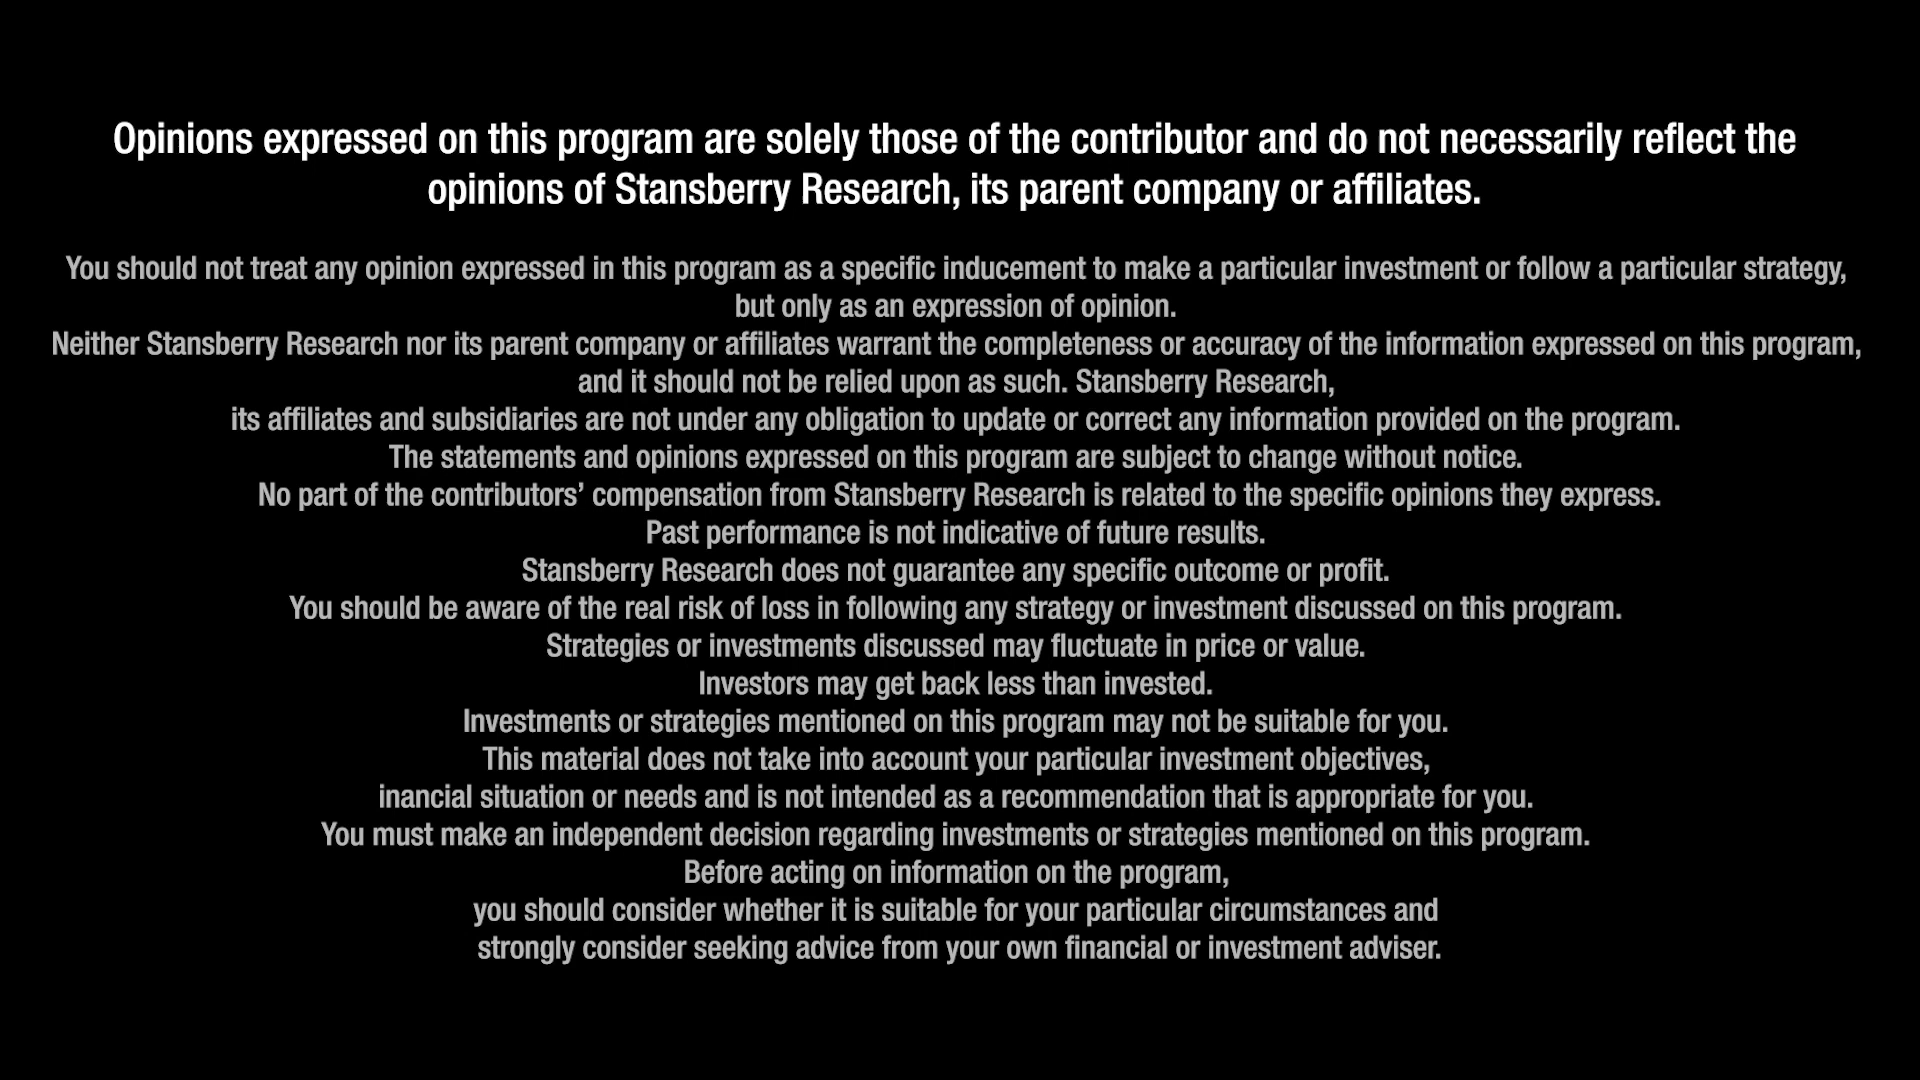 Opinions expressed on this program are solely those of the contributor and do not necessarily reflect the
opinions of Stansberry Research, its parent company or affiliates.
You should not treat any opinion expressed in this program as a specific inducement to make a particular investment or follow a particular strategy,
but only as an expression of opinion.
Neither Stansberry Research nor its parent company or affiliates warrant the completeness or accuracy of the information expressed on this program,
and it should not be relied upon as such. Stansberry Research,
its affiliates and subsidiaries are not under any obligation to update or correct any information provided on the program.
The statements and opinions expressed on this program are subject to change without notice.
No part of the contributors’ compensation from Stansberry Research is related to the specific opinions they express.
Past performance is not indicative of future results.
Stansberry Research does not guarantee any specific outcome or profit.
You should be aware of the real risk of loss in following any strategy or investment discussed on this program.
Strategies or investments discussed may fluctuate in price or value.
Investors may get back less than invested.
Investments or strategies mentioned on this program may not be suitable for you.
This material does not take into account your particular investment objectives,
inancial situation or needs and is not intended as a recommendation that is appropriate for you.
You must make an independent decision regarding investments or strategies mentioned on this program.
Before acting on information on the program,
you should consider whether it is suitable for your particular circumstances and
strongly consider seeking advice from your own financial or investment adviser.